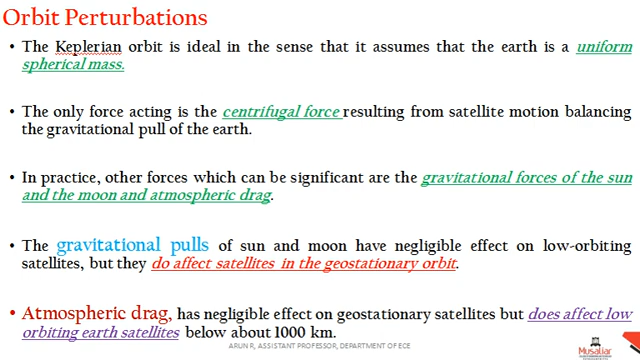 Orbit Perturbations
• The Keplerian orbit is ideal in the sense that it assumes that the earth is a uniform
spherical mass.
• The only force acting is the centrifugal force resulting from satellite motion balancing
the gravitational pull of the earth.
• In practice, other forces which can be significant are the gravitational forces of the sun
and the moon and atmospheric drag.
• The gravitational pulls of sun and moon have negligible effect on low-orbiting
satellites, but they do affect satellites in the geostationary orbit.
• Atmospheric drag, has negligible effect on geostationary satellites but does affect low
orbiting earth satellites below about 1000 km.
ARUN R, ASSISTANT PROFESSOR, DEPARTMENT OF ECE
Musaliar